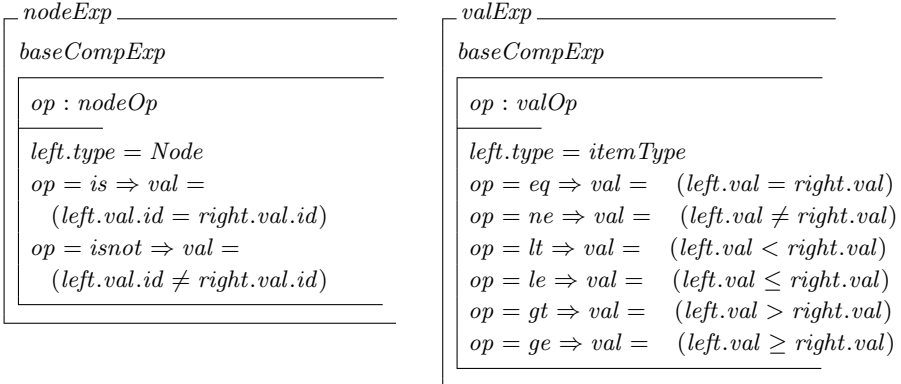 nodeExp
baseCompExp
op : nodeOp
left.type = Node
op = is ⇒ val =
(left.val.id = right.val.id)
op = isnot ⇒ val =
(left.val.id ≠ right.val.id)
valExp
baseCompExp
op : valOp
left.type = itemType
op = eq ⇒ val = (left.val = right.val)
op = ne ⇒ val = (left.val ≠ right.val)
op = lt ⇒ val = (left.val < right.val)
op = le ⇒ val = (left.val ≤ right.val)
op = gt ⇒ val = (left.val > right.val)
op = ge ⇒ val = (left.val ≥ right.val)